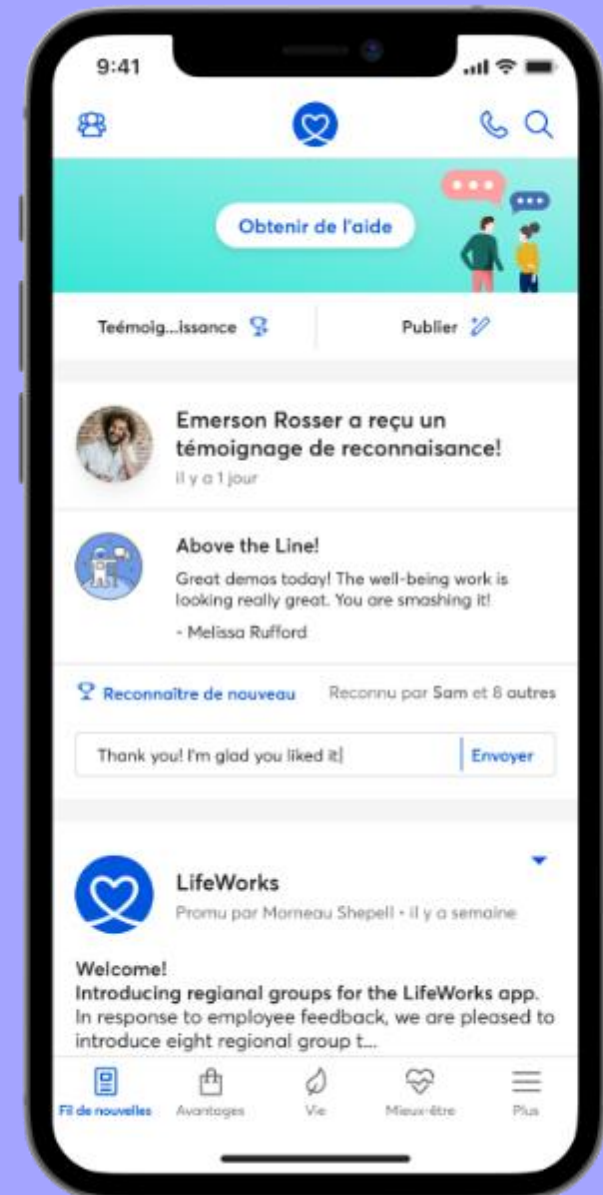 9:41
Obtenir de l'aide
Teémoig...issance
Publier
Emerson Rosser a reçu un
témoignage de reconnaisance!
il y a 1 jour
Above the Line!
Great demos today! The well-being work is
looking really great. You are smashing it!
- Melissa Rufford
Reconnaître de nouveau Reconnu par Sam et 8 autres
Thank you! I'm glad you liked it| Envoyer
LifeWorks
Promu par Morneau Shepell • il y a semaine
Welcome!
Introducing regianal groups for the LifeWorks app.
In response to employee feedback, we are pleased to
introduce eight regional group t...
Fil de nouvelles Avantages Vie Mieux-être Plus